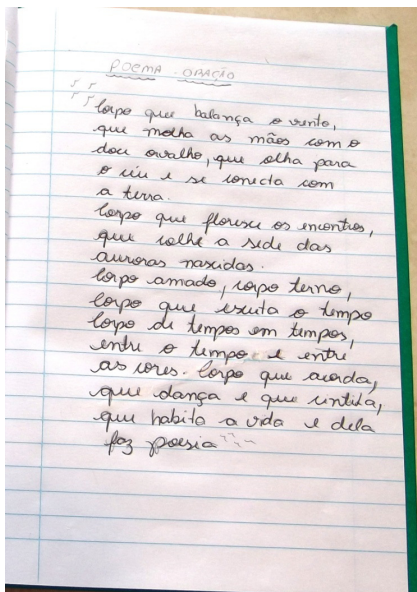 POEMA - ORAÇÃO
"Corpo que balança o vento,
que molha as mãos com o
doce orvalho, que olha para
o céu e se conecta com
a terra.
Corpo que floresce os encontros,
que colhe a sede das
auroras nascidas.
Corpo amado, corpo terno,
corpo que escuta o tempo
corpo de tempos em tempos,
entre o tempo e entre
as cores. Corpo que acorda,
que dança e que cintila,
que habita a vida e dela
faz poesia"